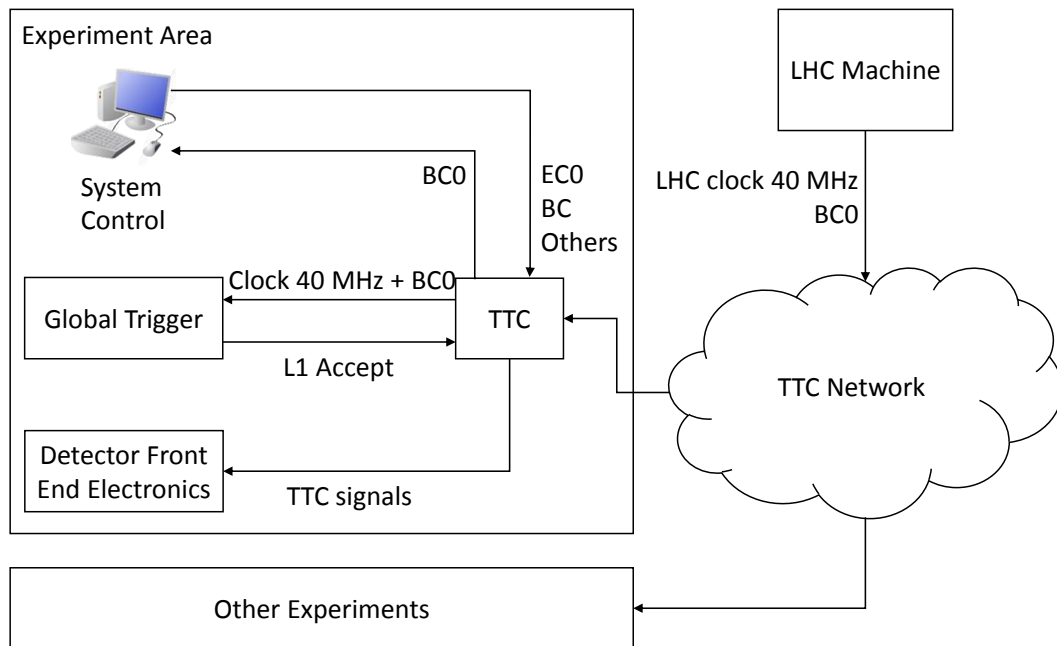 Experiment Area
System
Control
BC0
EC0
BC
Others
LHC Machine
LHC clock 40 MHz
BC0
Clock 40 MHz + BC0
Global Trigger
TTC
L1 Accept
TTC Network
Detector Front
End Electronics
TTC signals
Other Experiments